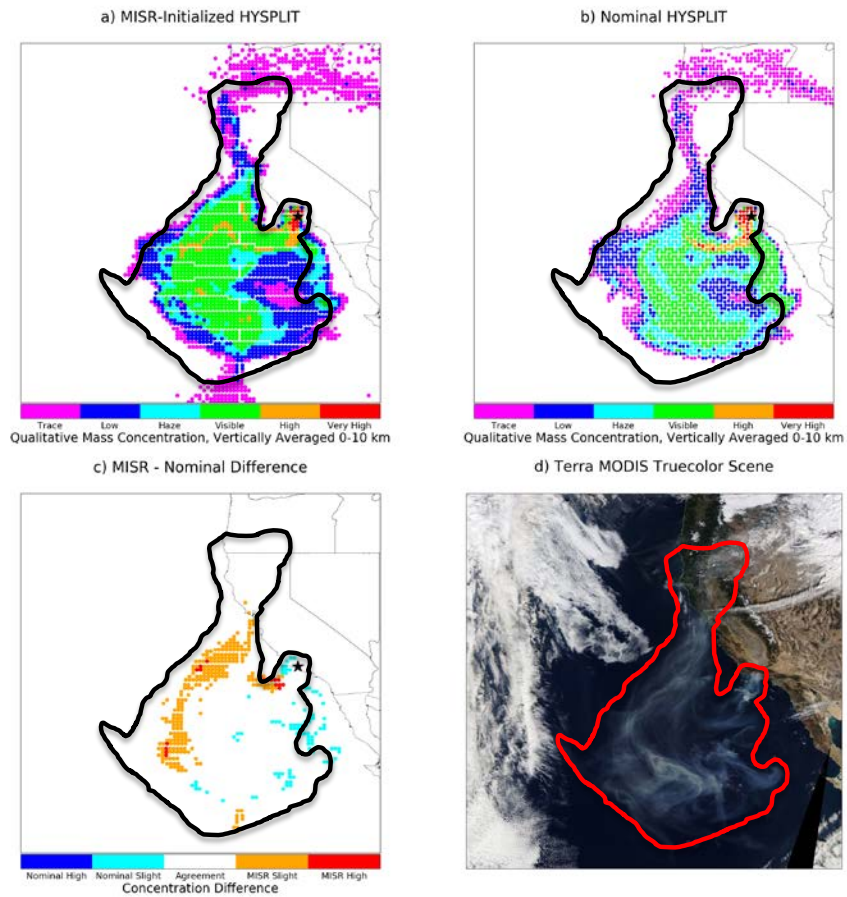 a) MISR-Initialized HYSPLIT
b) Nominal HYSPLIT
Trace Low Haze Visible High Very High
Qualitative Mass Concentration, Vertically Averaged 0-10 km
Trace Low Haze Visible High Very High
Qualitative Mass Concentration, Vertically Averaged 0-10 km
c) MISR - Nominal Difference
d) Terra MODIS Truecolor Scene
Nominal High Nominal Slight Agreement MISR Slight MISR High
Concentration Difference